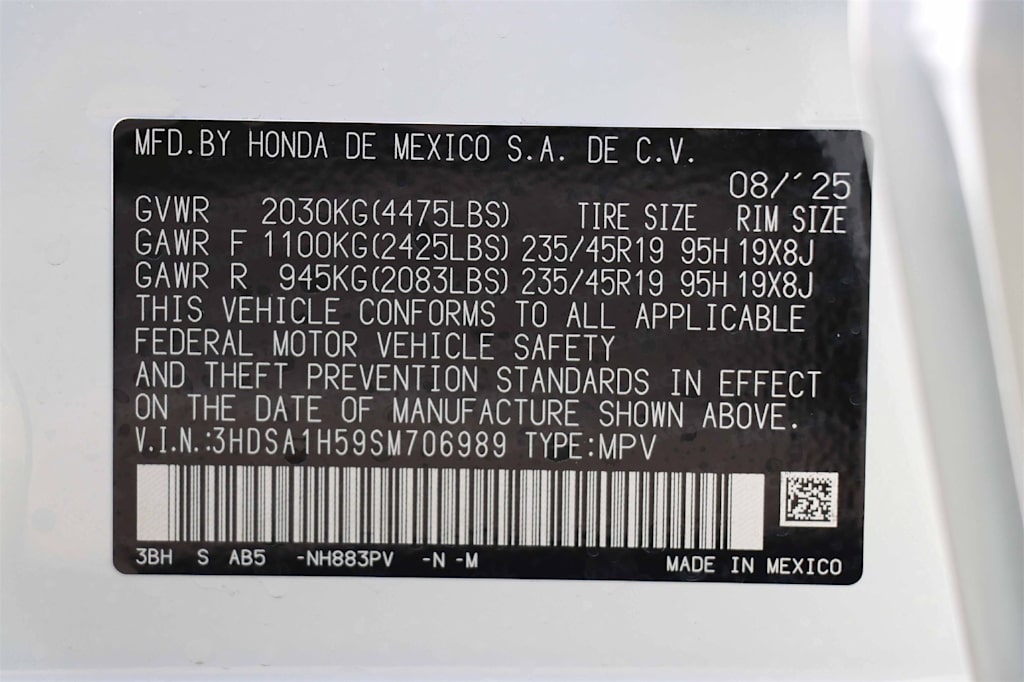 MFD.BY HONDA DE MEXICO S.A. DE C.V.
08/´25
GVWR 2030KG(4475LBS) TIRE SIZE RIM SIZE
GAWR F 1100KG(2425LBS) 235/45R19 95H 19X8J
GAWR R 945KG(2083LBS) 235/45R19 95H 19X8J
THIS VEHICLE CONFORMS TO ALL APPLICABLE
FEDERAL MOTOR VEHICLE SAFETY
AND THEFT PREVENTION STANDARDS IN EFFECT
ON THE DATE OF MANUFACTURE SHOWN ABOVE.
V.I.N.:3HDSA1H59SM706989 TYPE:MPV
3BH S AB5 -NH883PV -N -M MADE IN MEXICO